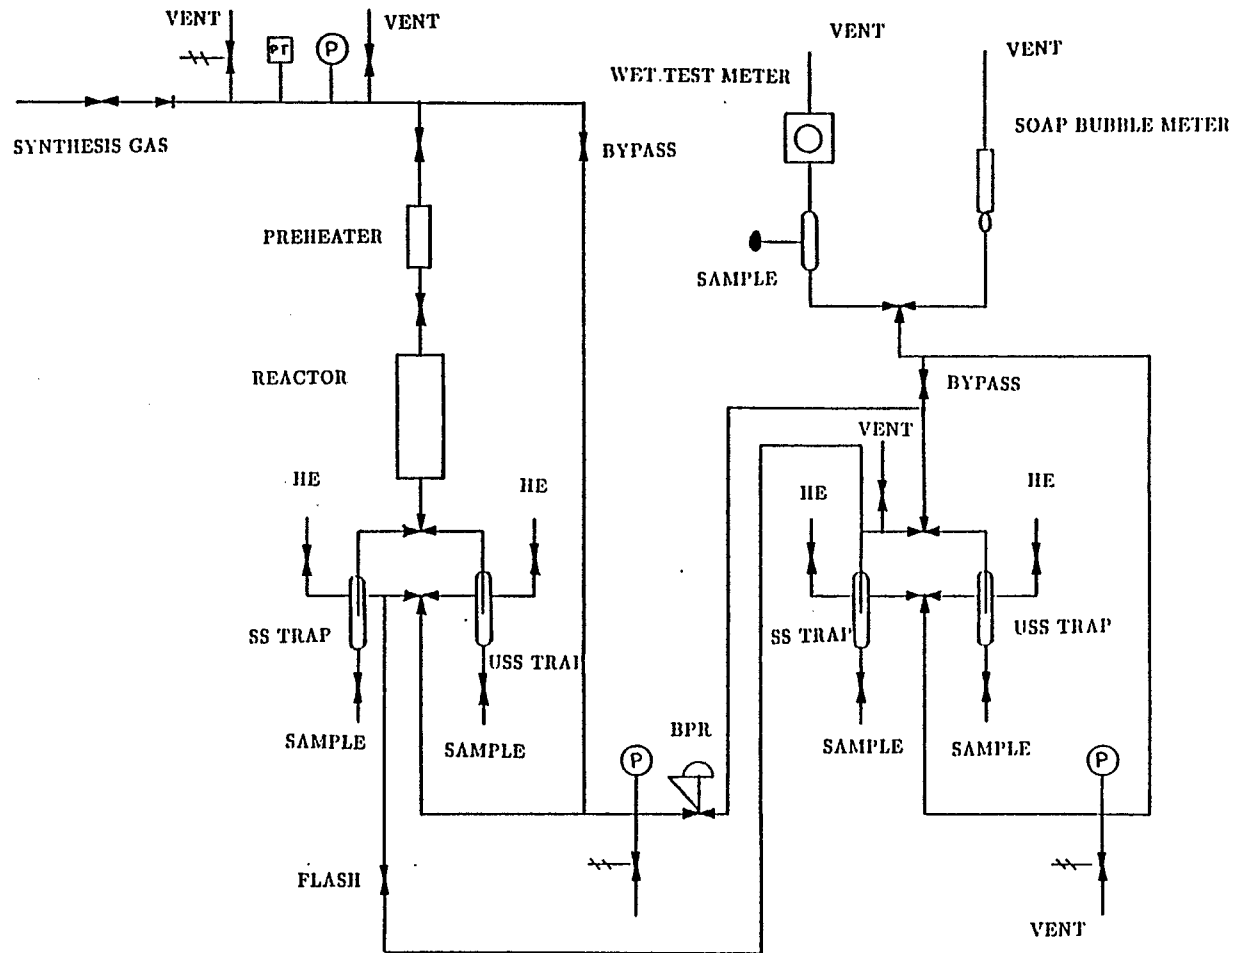 VENT
VENT
PT
P
SYNTHESIS GAS
BYPASS
PREHEATER
REACTOR
HE
HE
SS TRAP
USS TRAP
SAMPLE
SAMPLE
FLASH
P
BPR
VENT
VENT
WET.TEST METER
SOAP BUBBLE METER
SAMPLE
BYPASS
VENT
HE
HE
SS TRAP
USS TRAP
SAMPLE
SAMPLE
P
VENT